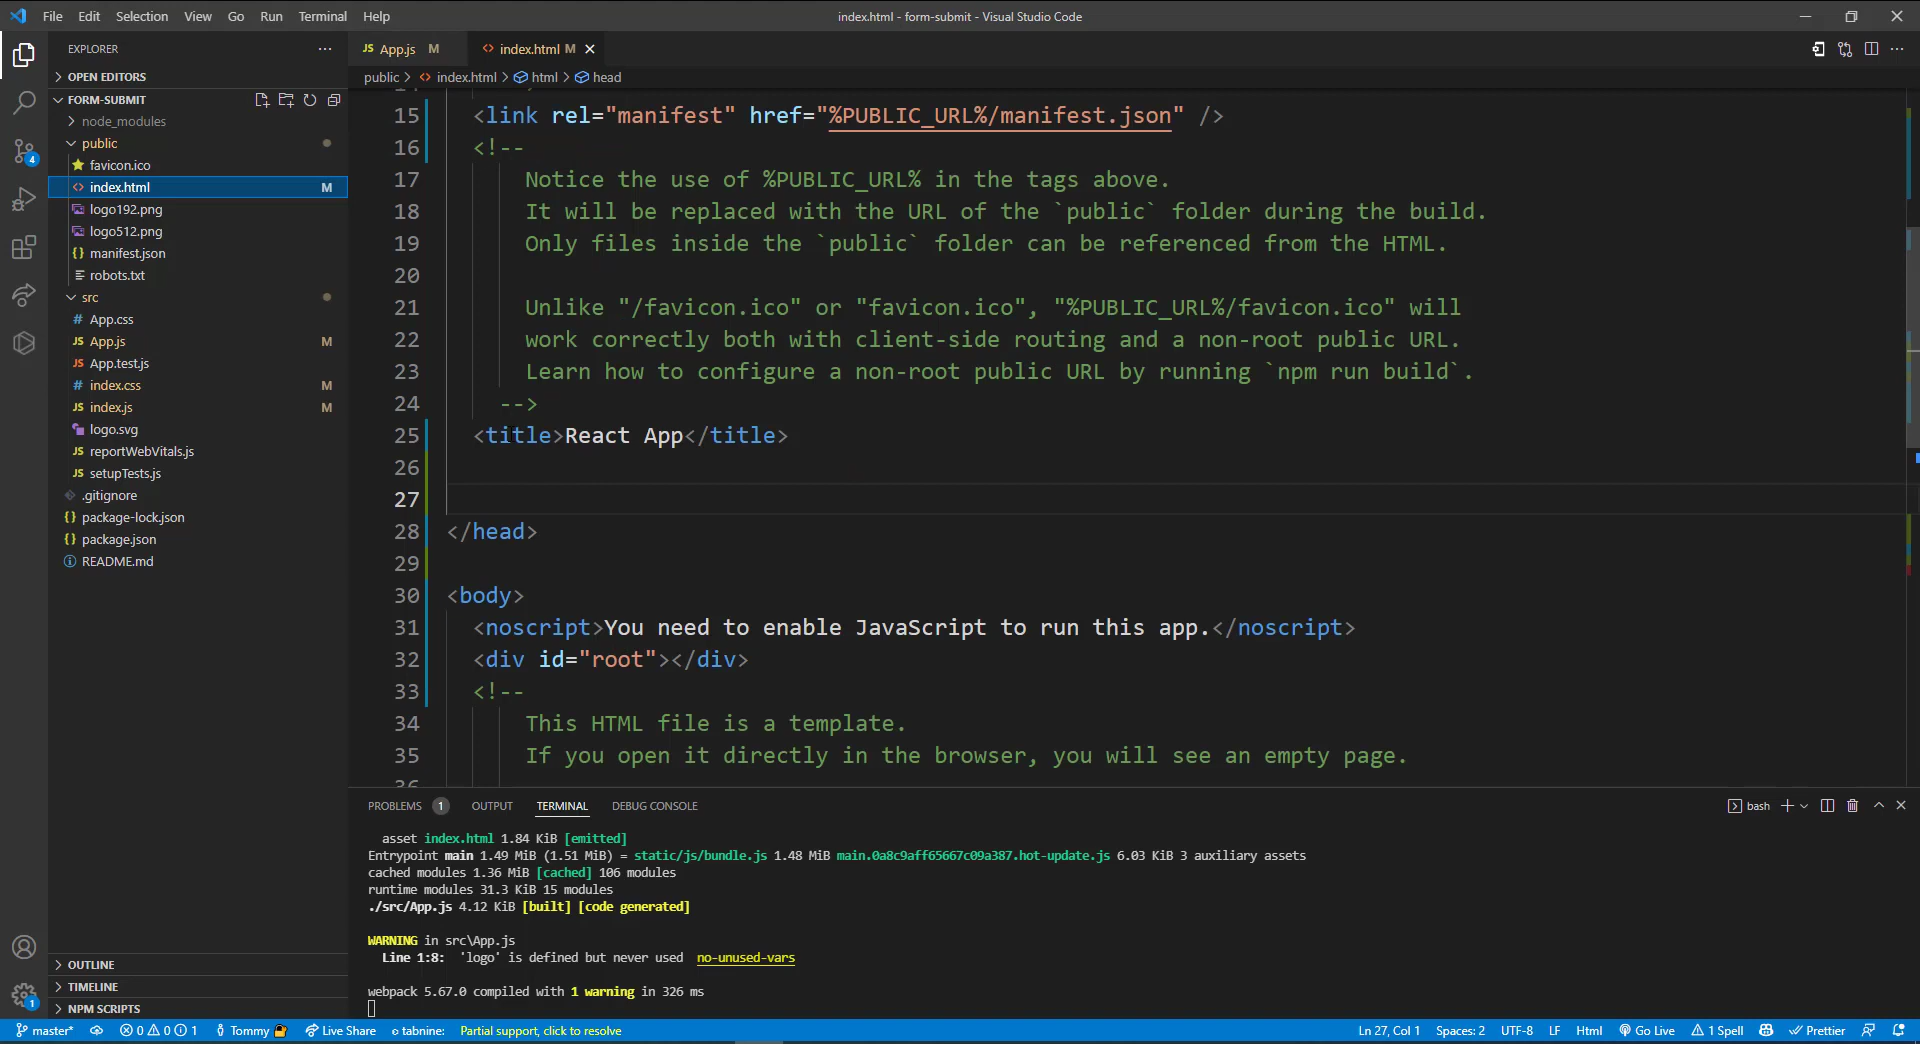 File Edit Selection View Go Run Terminal Help
index.html - form-submit - Visual Studio Code
EXPLORER
OPEN EDITORS
FORM-SUBMIT
node_modules
public
favicon.ico
index.html M
logo192.png
logo512.png
manifest.json
robots.txt
src
App.css
App.js M
App.test.js
index.css M
index.js M
logo.svg
reportWebVitals.js
setupTests.js
.gitignore
package-lock.json
package.json
README.md
OUTLINE
TIMELINE
NPM SCRIPTS
4
1
App.js M
index.html M
public > index.html > html > head
15 <link rel="manifest" href="%PUBLIC_URL%/manifest.json" />
16 <!--
17 Notice the use of %PUBLIC_URL% in the tags above.
18 It will be replaced with the URL of the `public` folder during the build.
19 Only files inside the `public` folder can be referenced from the HTML.
20
21 Unlike "/favicon.ico" or "favicon.ico", "%PUBLIC_URL%/favicon.ico" will
22 work correctly both with client-side routing and a non-root public URL.
23 Learn how to configure a non-root public URL by running `npm run build`.
24 -->
25 <title>React App</title>
26
27
28 </head>
29
30 <body>
31 <noscript>You need to enable JavaScript to run this app.</noscript>
32 <div id="root"></div>
33 <!--
34 This HTML file is a template.
35 If you open it directly in the browser, you will see an empty page.
36
PROBLEMS 1 OUTPUT TERMINAL DEBUG CONSOLE
bash
asset index.html 1.84 KiB [emitted]
Entrypoint main 1.49 MiB (1.51 MiB) = static/js/bundle.js 1.48 MiB main.0a8c9aff65667c09a387.hot-update.js 6.03 KiB 3 auxiliary assets
cached modules 1.36 MiB [cached] 106 modules
runtime modules 31.3 KiB 15 modules
./src/App.js 4.12 KiB [built] [code generated]
WARNING in src\App.js
Line 1:8: 'logo' is defined but never used no-unused-vars
webpack 5.67.0 compiled with 1 warning in 326 ms
master* 0 0 1 Tommy Live Share tabnine: Partial support, click to resolve
Ln 27, Col 1 Spaces: 2 UTF-8 LF Html Go Live 1 Spell Prettier